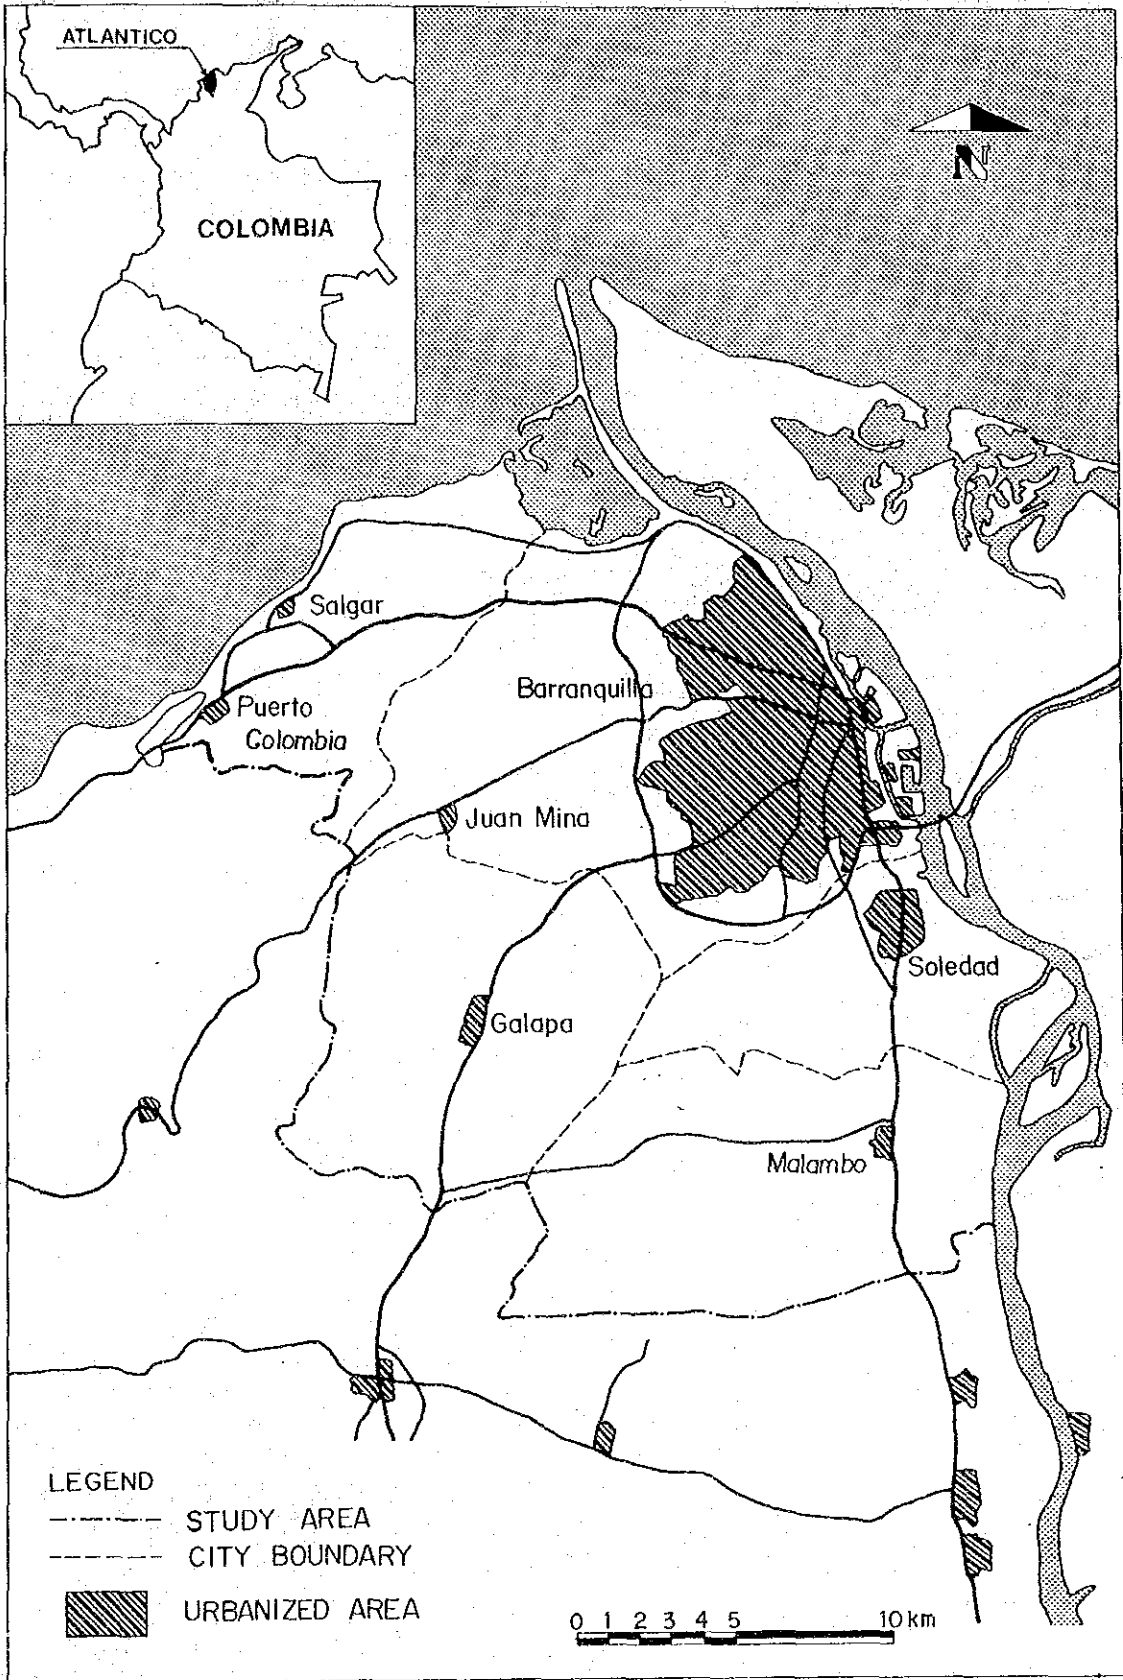 ATLANTICO
COLOMBIA
N
Salgar
Barranquilla
Puerto
Colombia
Juan Mina
Soledad
Galapa
Malambo
LEGEND
STUDY AREA
CITY BOUNDARY
URBANIZED AREA
0 1 2 3 4 5 10 km